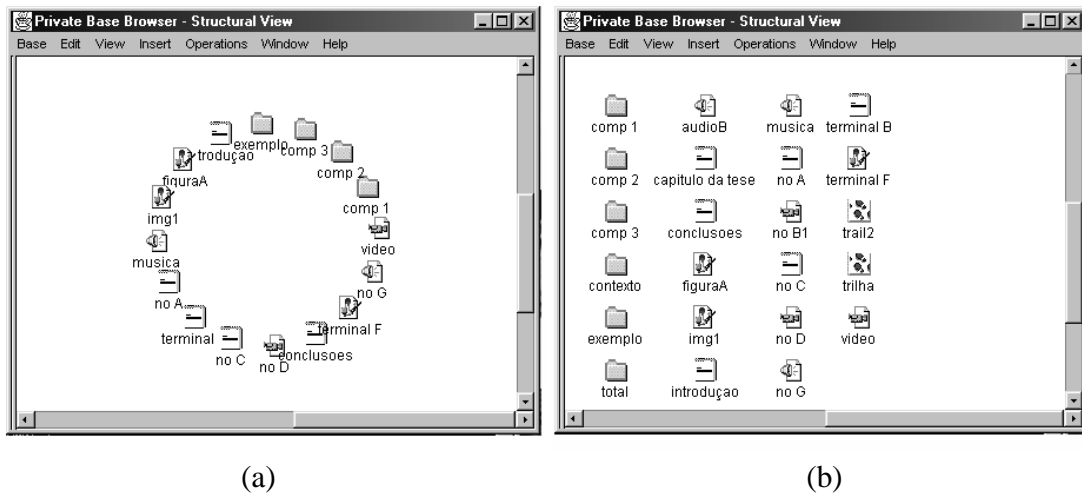 Private Base Browser - Structural View
Base Edit View Insert Operations Window Help
trodução
exemplo
comp 3
comp 2
comp 1
figuraA
img1
musica
no A
terminal
no C
no D
conclusoes
terminal F
no G
video
(a)
Private Base Browser - Structural View
Base Edit View Insert Operations Window Help
comp 1 audioB musica terminal B
comp 2 capitulo da tese no A terminal F
comp 3 conclusoes no B1 trail2
contexto figuraA no C trilha
exemplo img1 no D video
total introduçao no G
(b)